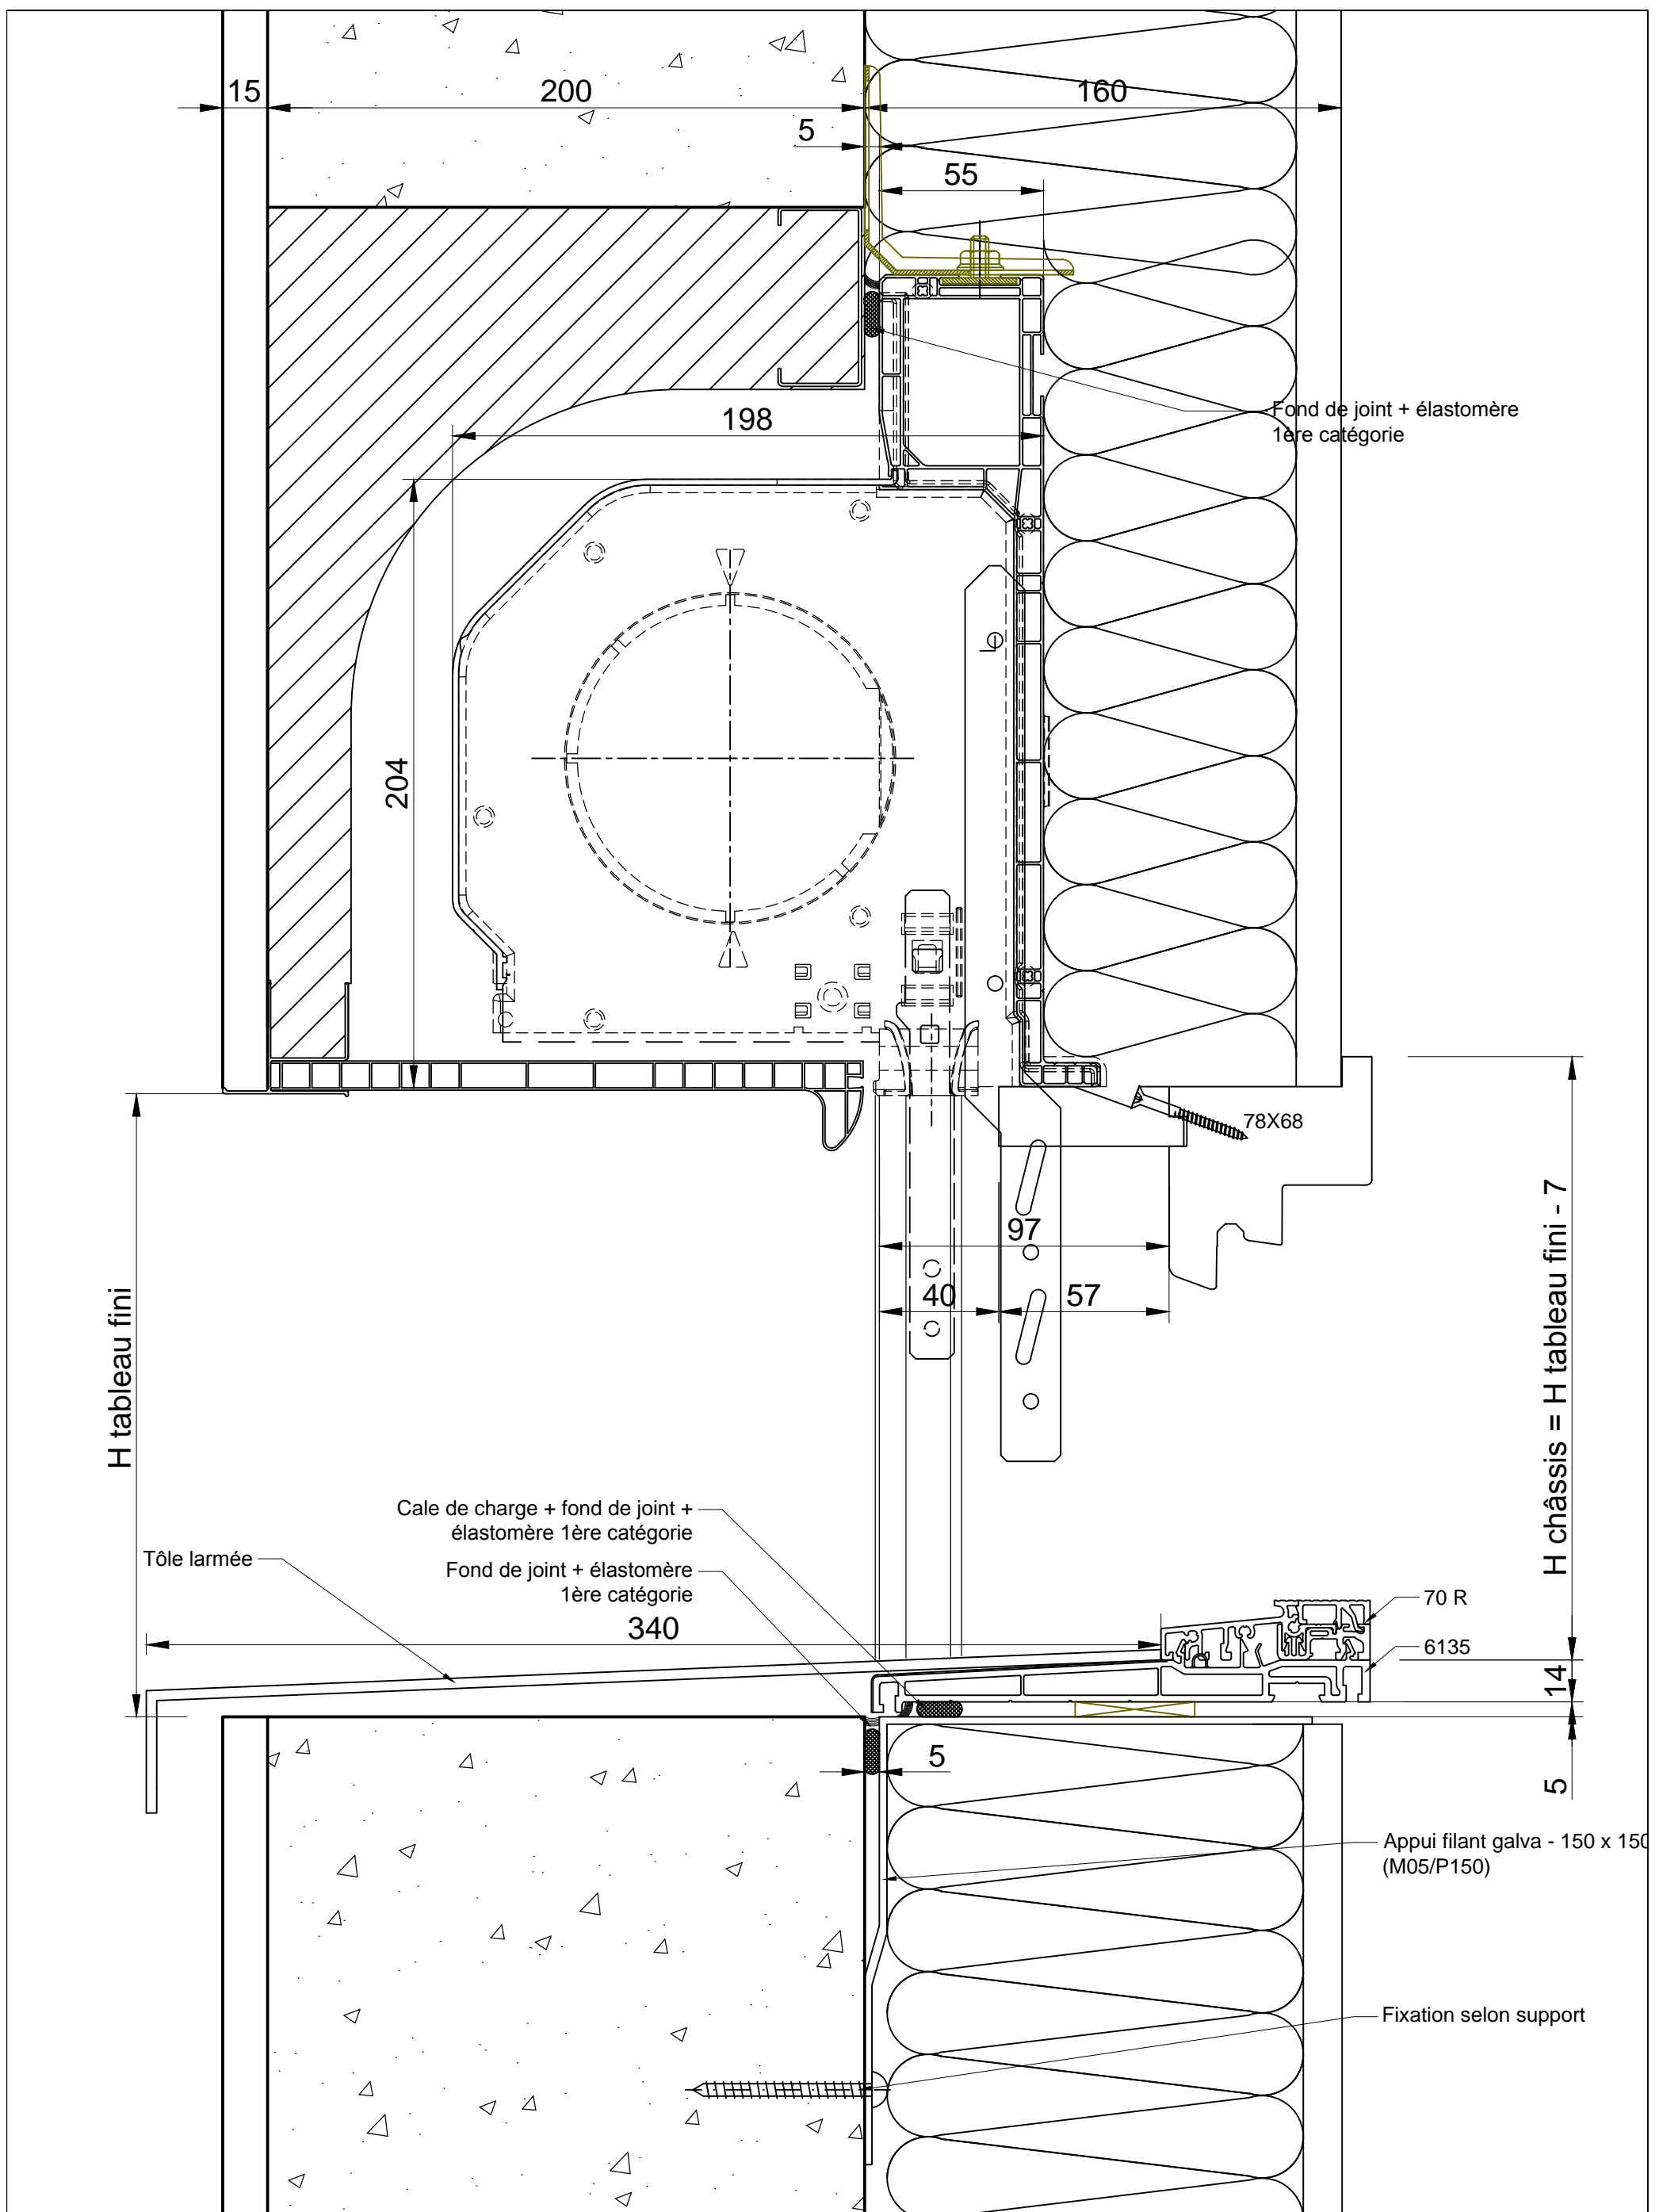 15
200
160
5
55
Fond de joint + élastomère
1ère catégorie
198
204
78X68
97
40
57
H tableau fini
H châssis = H tableau fini - 7
Cale de charge + fond de joint +
élastomère 1ère catégorie
Tôle larmée
Fond de joint + élastomère
1ère catégorie
340
70 R
6135
14
5
5
Appui filant galva - 150 x 150
(M05/P150)
Fixation selon support